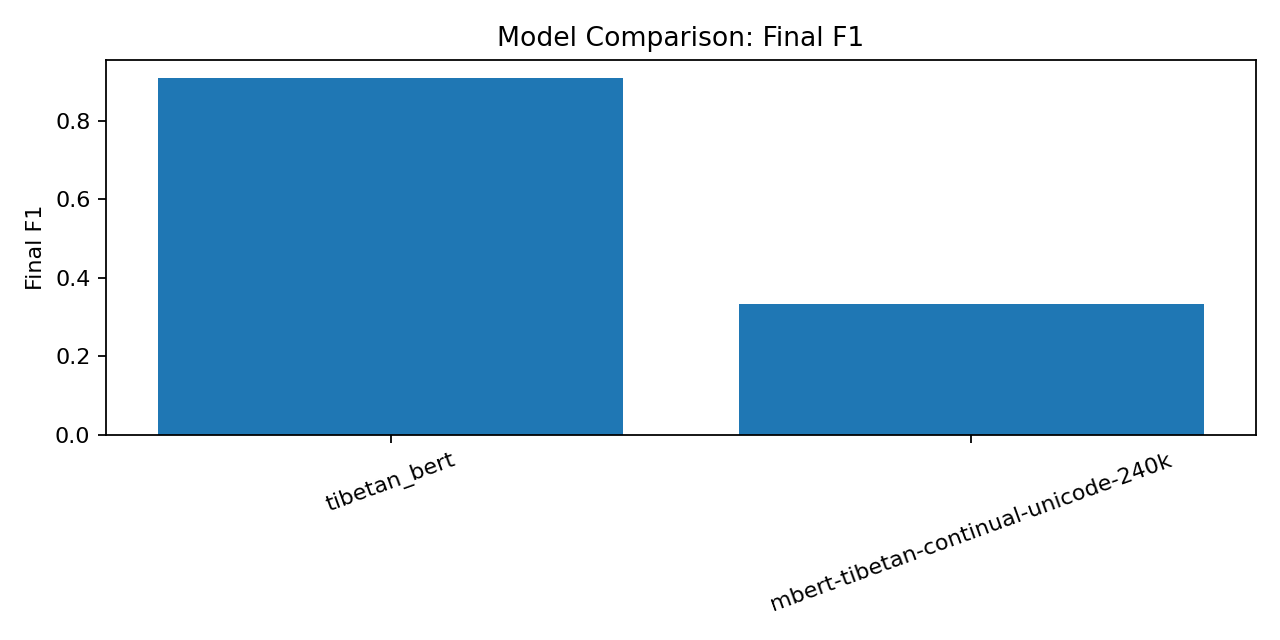 Model Comparison: Final F1
Final F1
0.8
0.6
0.4
0.2
0.0
tibetan_bert
mbert-tibetan-continual-unicode-240k